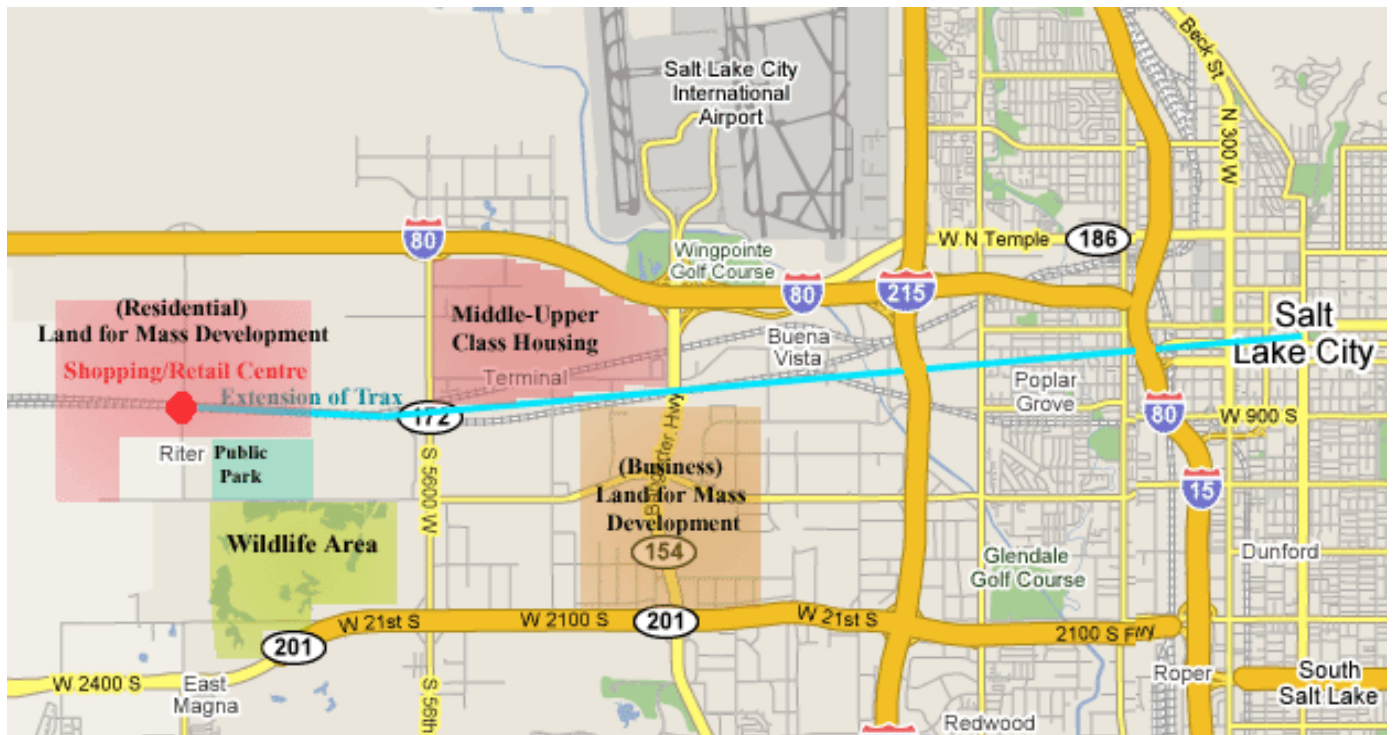 Beck St
N 300 W
Salt Lake City
International
Airport
80
Wingpointe
Golf Course
W N Temple
186
80
215
(Residential)
Land for Mass Development
Middle-Upper
Class Housing
Buena
Vista
Salt
Lake City
Shopping/Retail Centre
Terminal
Extension of Trax
172
Poplar
Grove
80
W 900 S
Riter
Public
Park
S 5600 W
(Business)
Land for Mass
Development
15
Wildlife Area
154
Glendale
Golf Course
Dunford
W 21st S
W 2100 S
201
W 21st S
2100 S Fwy
201
W 2400 S
East
Magna
S 56th
Roper
South
Salt Lake
Redwood